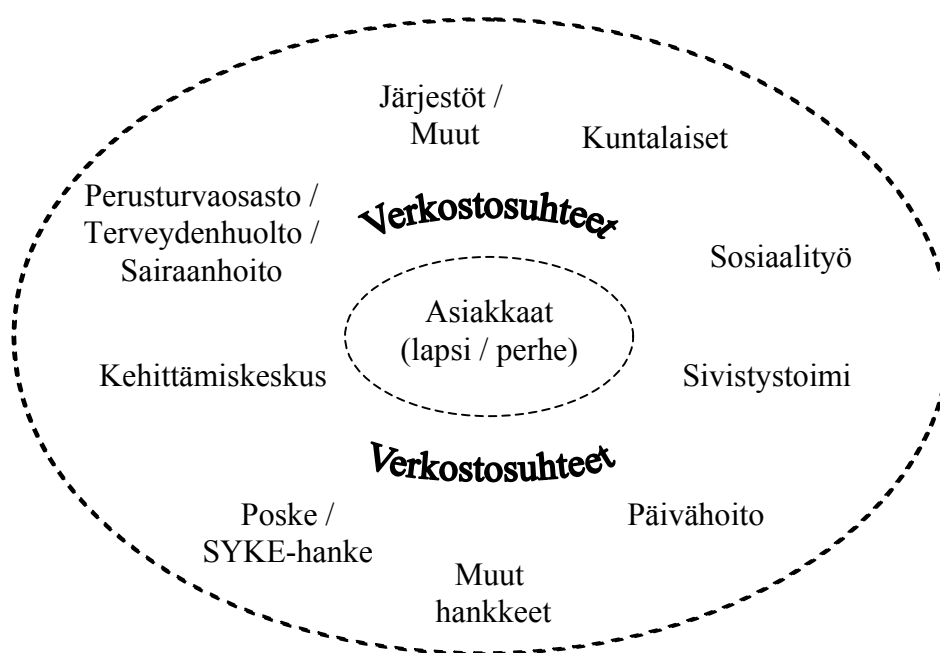 Järjestöt /
Muut
Kuntalaiset
Perusturvaosasto /
Terveydenhuolto /
Sairaanhoito
Verkostosuhteet
Sosiaalityö
Asiakkaat
(lapsi / perhe)
Kehittämiskeskus
Sivistystoimi
Verkostosuhteet
Poske /
SYKE-hanke
Päivähoito
Muut
hankkeet